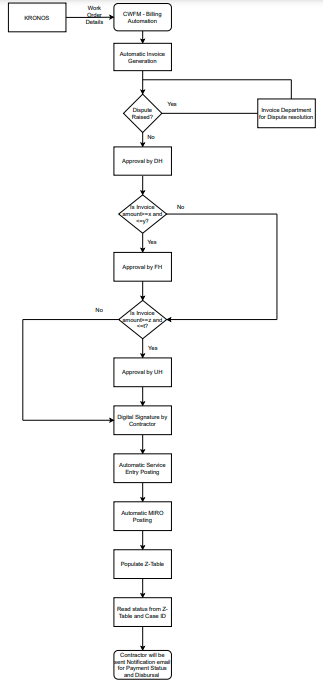 KRONOS
Work
Order
Details
CWFM - Billing
Automation
Automatic Invoice
Generation
Dispute
Raised?
Yes
Invoice Department
for Dispute resolution
No
Approval by DH
Is Invoice
amount>=x and
<=y?
No
Yes
Approval by FH
Is Invoice
amount>=z and
<=t?
No
Yes
Approval by UH
Digital Signature by
Contractor
Automatic Service
Entry Posting
Automatic MIRO
Posting
Populate Z-Table
Read status from Z-
Table and Case ID
Contractor will be
sent Notification email
for Payment Status
and Disbursal